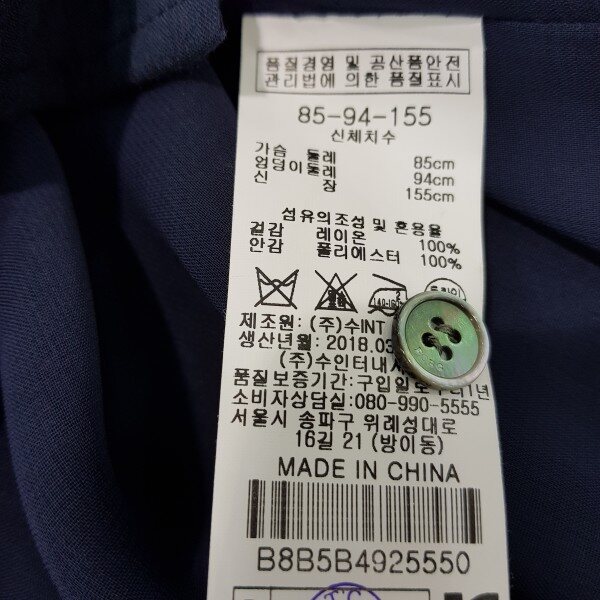 품질경영 및 공산품안전
관리법에 의한 품질표시
85-94-155
신체치수
가슴 둘레 85cm
엉덩이둘레 94cm
신 장 155cm
섬유의조성 및 혼용율
겉감 레이온 100%
안감 폴리에스터 100%
제조원: (주)수INT
생산년월: 2018.03
(주)수인터내
품질보증기간: 구입일로 1년
소비자상담실: 080-990-5555
서울시 송파구 위례성대로
16길 21 (방이동)
MADE IN CHINA
B8B5B4925550